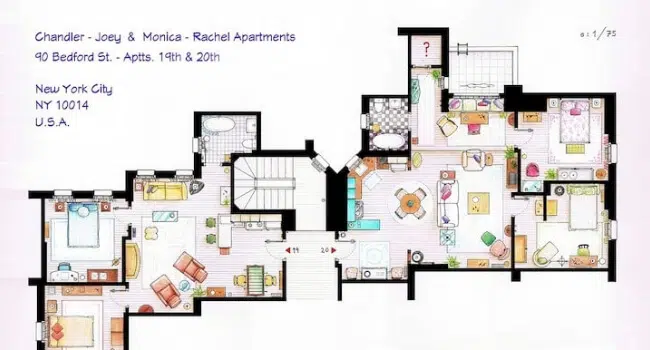 Chandler - Joey & Monica - Rachel Apartments
90 Bedford St. - Aptts. 19th & 20th
New York City
NY 10014
U.S.A.
e: 1/75
?
19 20